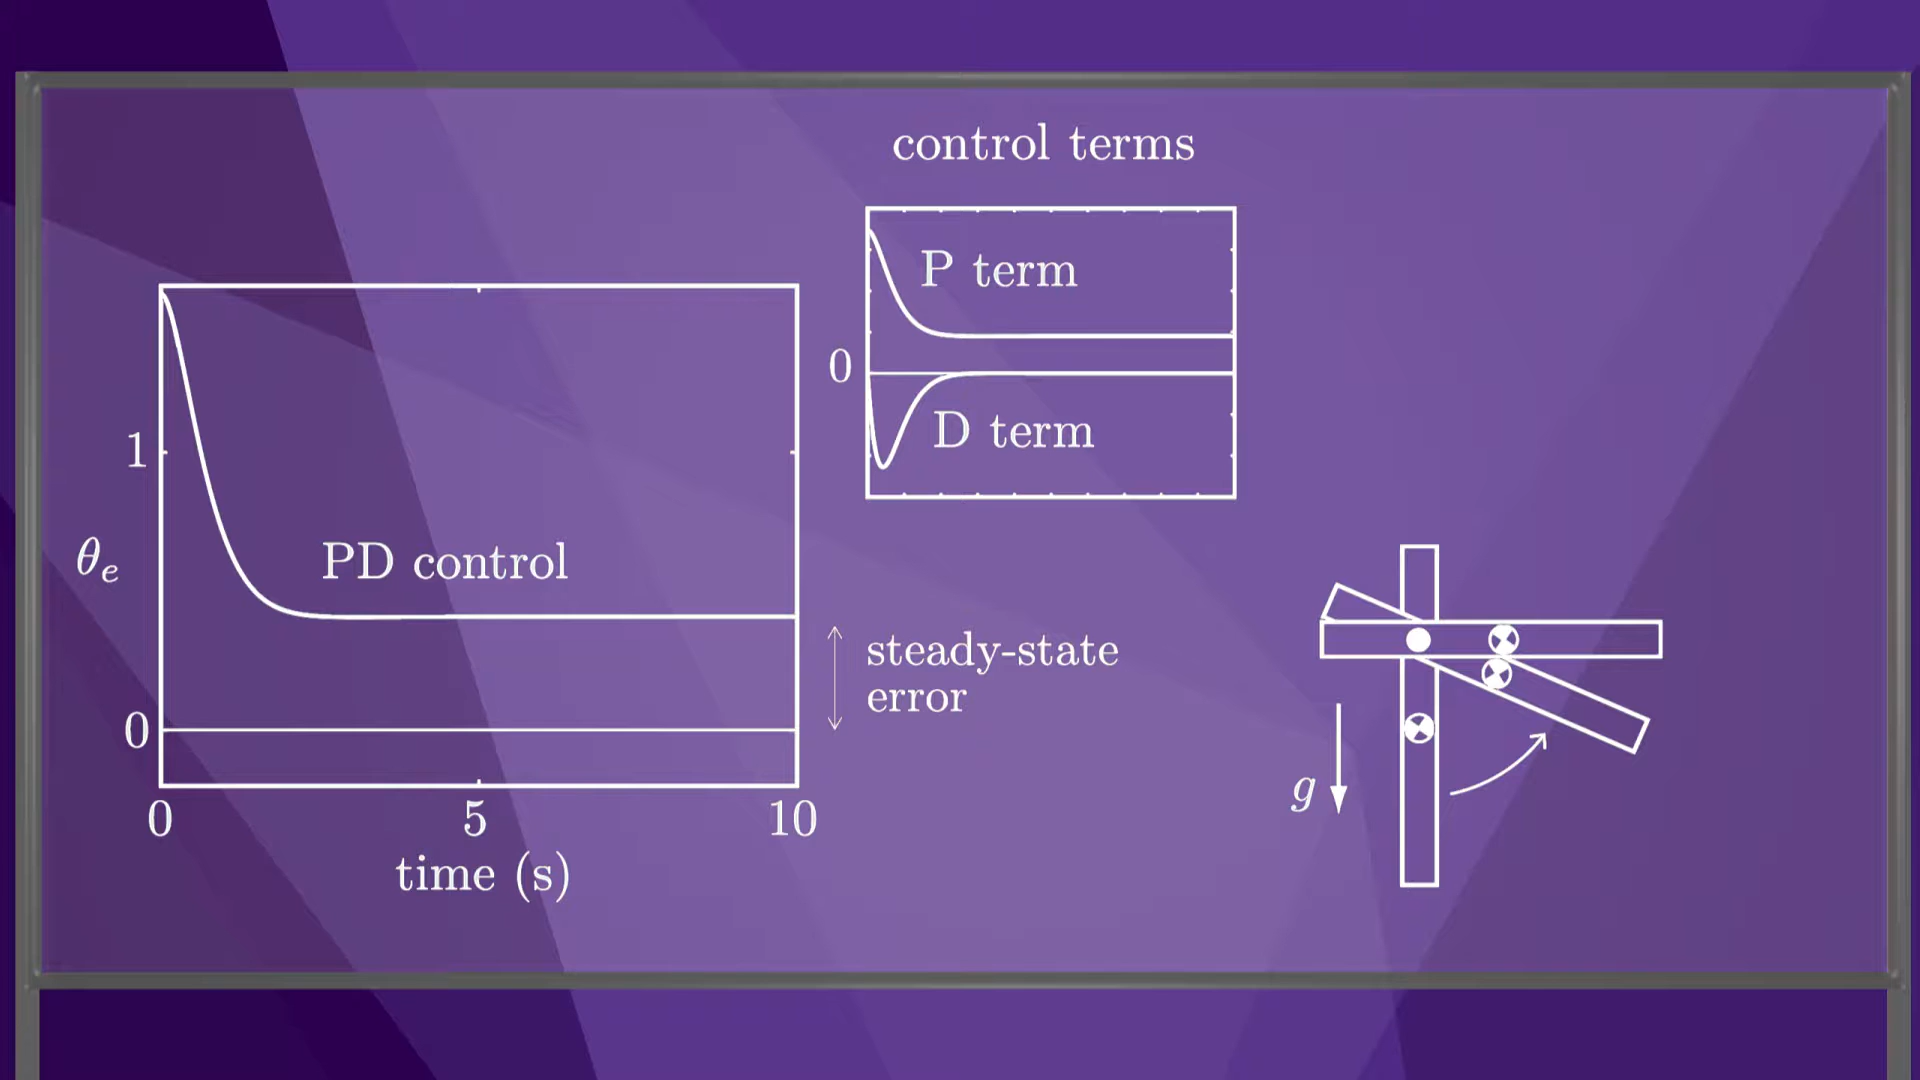 control terms
P term
0
D term
1
θe
PD control
steady-state
error
0
0 5 10
time (s)
g